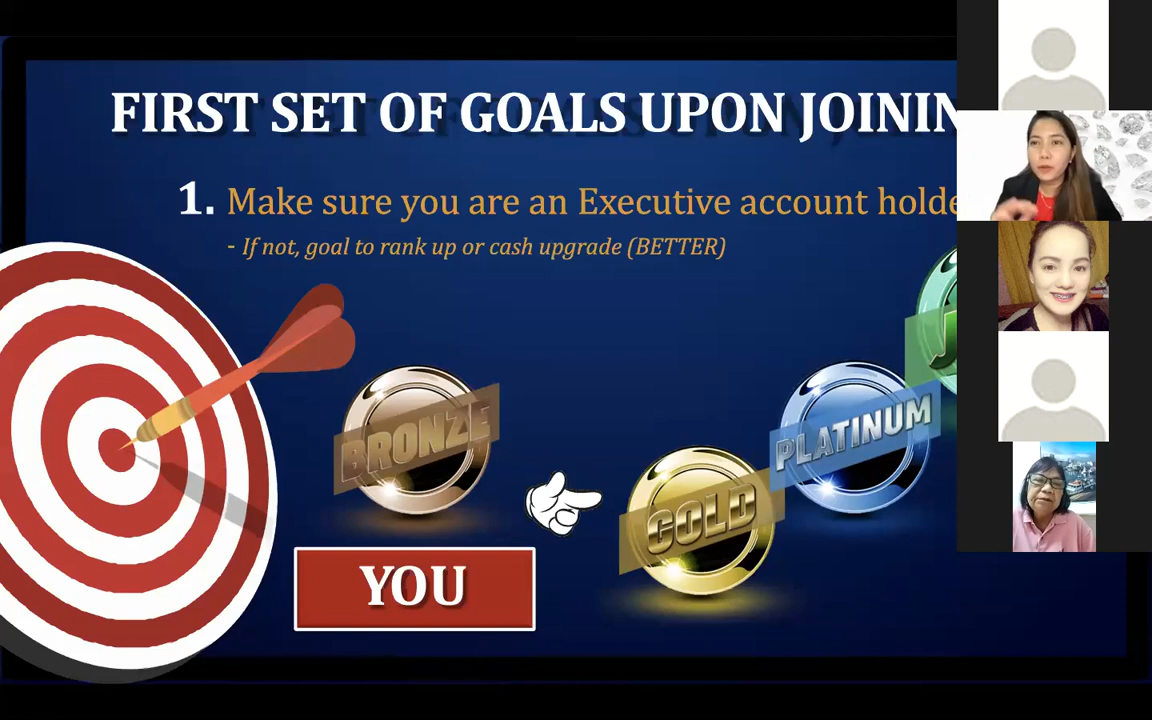 FIRST SET OF GOALS UPON JOININ
1. Make sure you are an Executive account holde
- If not, goal to rank up or cash upgrade (BETTER)
BRONZE
GOLD
PLATINUM
YOU